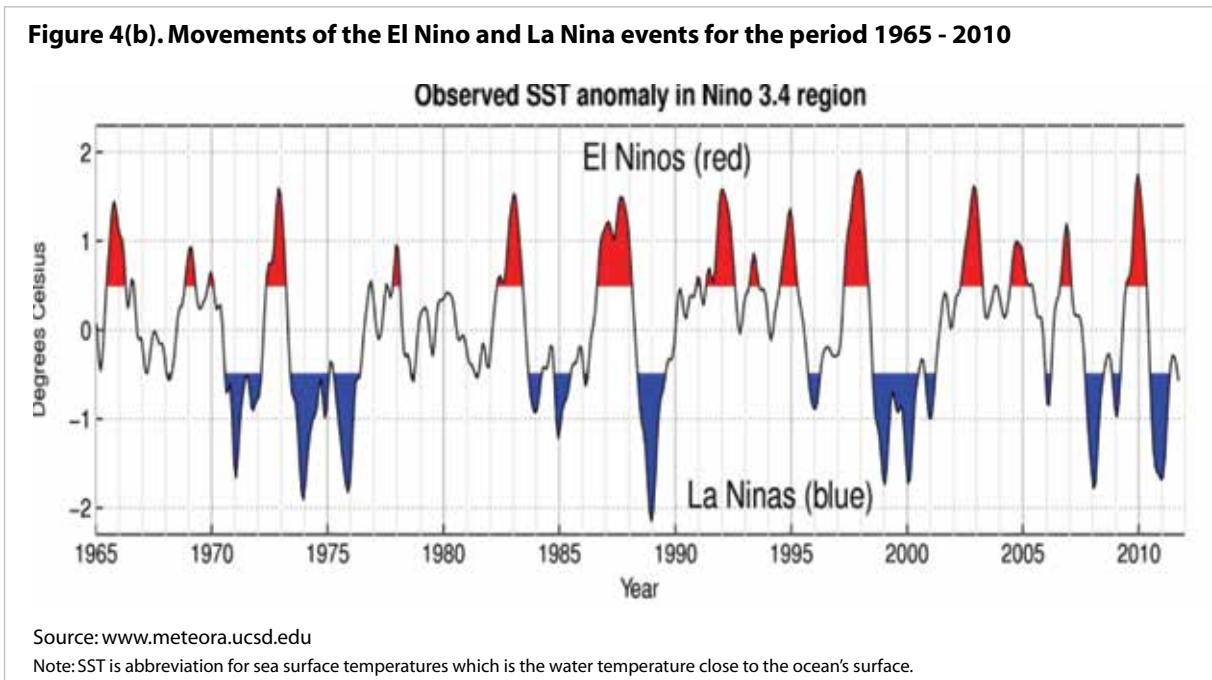 Figure 4(b). Movements of the El Nino and La Nina events for the period 1965 - 2010
Observed SST anomaly in Nino 3.4 region
El Ninos (red)
2
1
0
−1
−2
Degrees Celsius
La Ninas (blue)
1965 1970 1975 1980 1985 1990 1995 2000 2005 2010
Year
Source: www.meteora.ucsd.edu
Note: SST is abbreviation for sea surface temperatures which is the water temperature close to the ocean's surface.